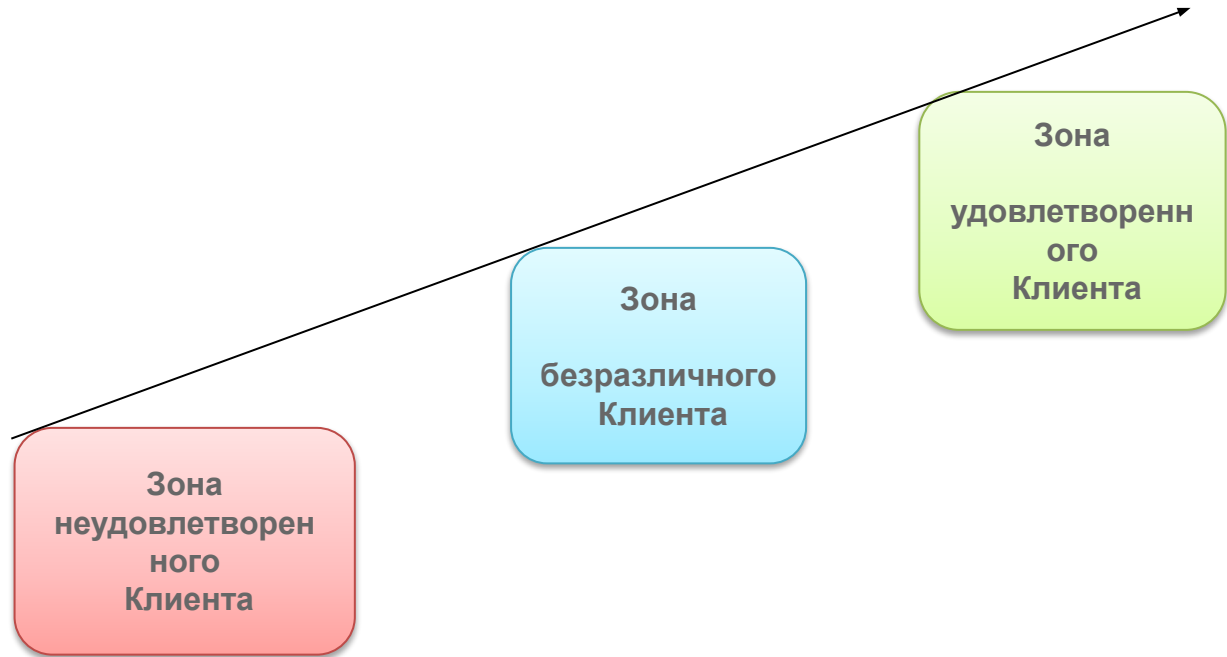 Зона
удовлетворенн
ого
Клиента
Зона
безразличного
Клиента
Зона
неудовлетворен
ного
Клиента